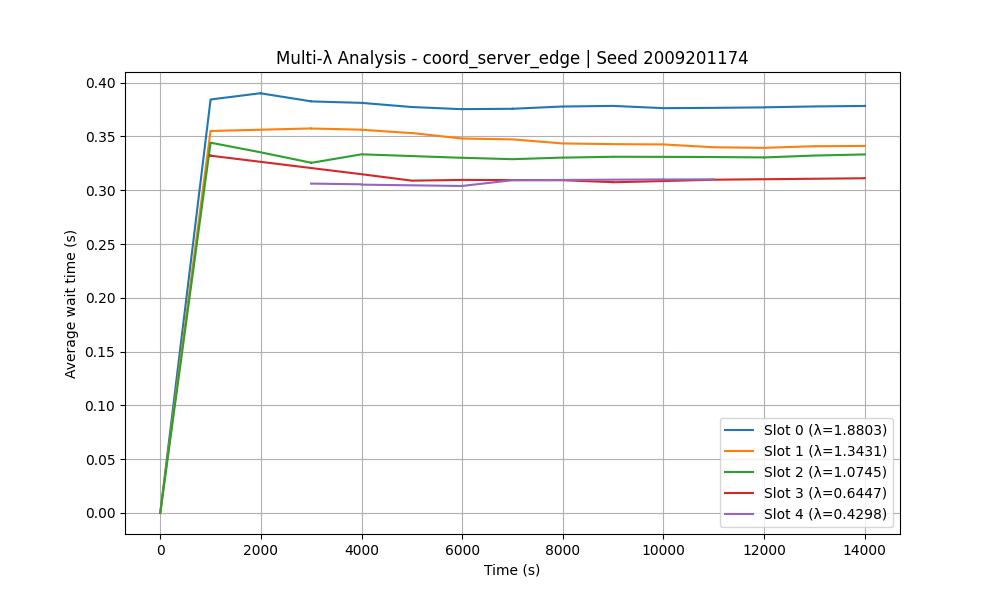 Multi-λ Analysis - coord_server_edge | Seed 2009201174
Average wait time (s)
0.40
0.35
0.30
0.25
0.20
0.15
0.10
0.05
0.00
Slot 0 (λ=1.8803)
Slot 1 (λ=1.3431)
Slot 2 (λ=1.0745)
Slot 3 (λ=0.6447)
Slot 4 (λ=0.4298)
0 2000 4000 6000 8000 10000 12000 14000
Time (s)